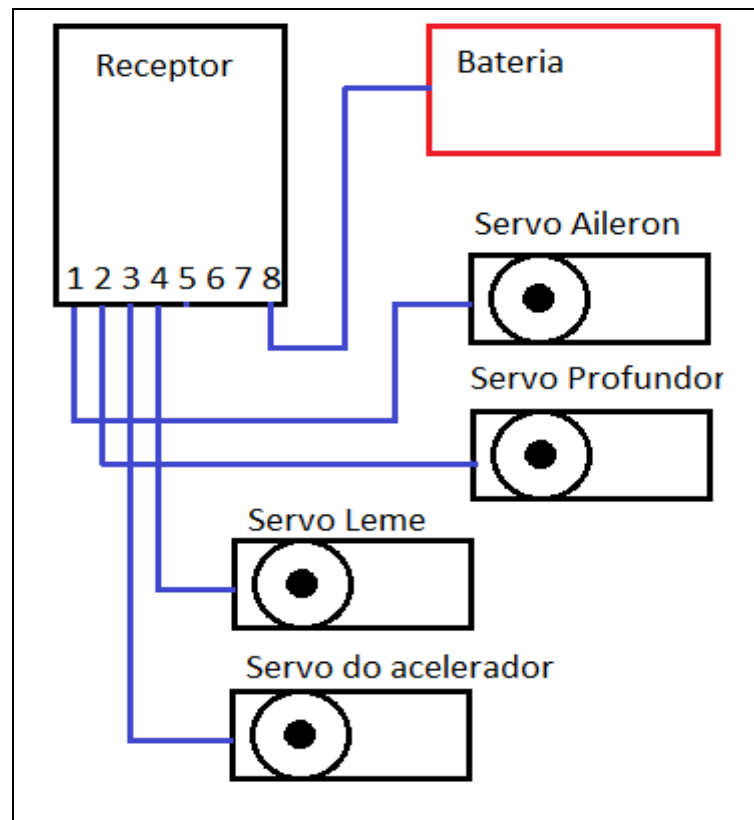 Receptor
Bateria
Servo Aileron
1 2 3 4 5 6 7 8
Servo Profundor
Servo Leme
Servo do acelerador